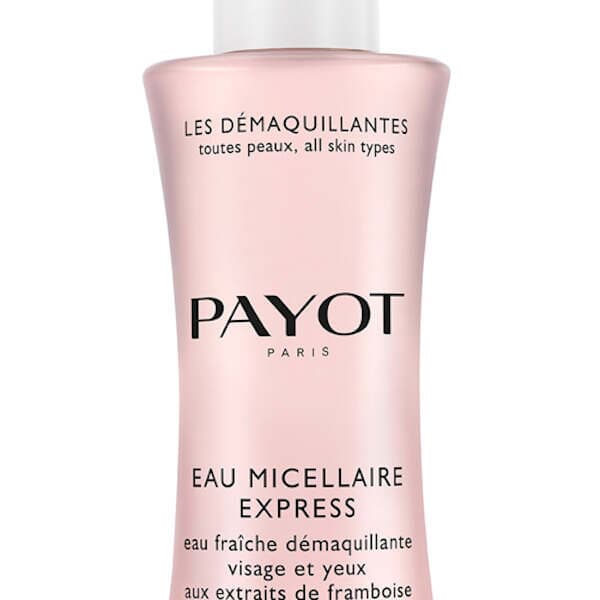 LES DÉMAQUILLANTES
toutes peaux, all skin types
PAYOT
PARIS
EAU MICELLAIRE
EXPRESS
eau fraîche démaquillante
visage et yeux
aux extraits de framboise